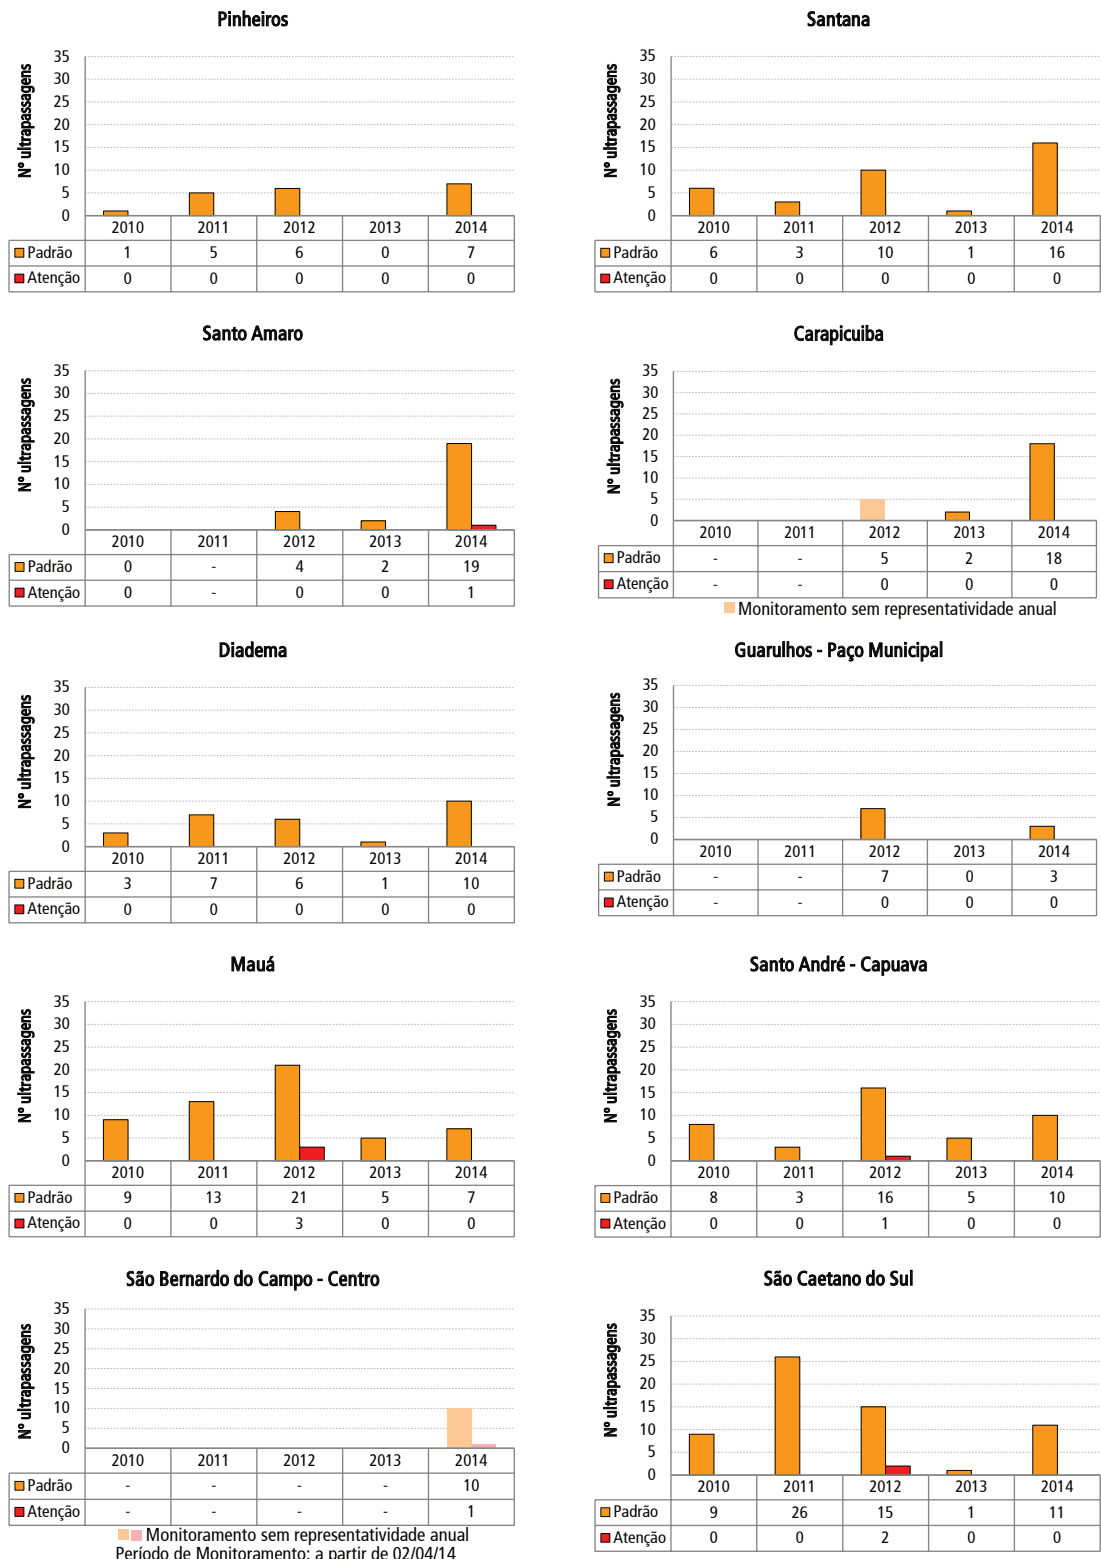 Pinheiros
Nº ultrapassagens
35
30
25
20
15
10
5
0
2010 2011 2012 2013 2014
Padrão 1 5 6 0 7
Atenção 0 0 0 0 0
Santana
Nº ultrapassagens
35
30
25
20
15
10
5
0
2010 2011 2012 2013 2014
Padrão 6 3 10 1 16
Atenção 0 0 0 0 0
Santo Amaro
Nº ultrapassagens
35
30
25
20
15
10
5
0
2010 2011 2012 2013 2014
Padrão 0 - 4 2 19
Atenção 0 - 0 0 1
Carapicuiba
Nº ultrapassagens
35
30
25
20
15
10
5
0
2010 2011 2012 2013 2014
Padrão - - 5 2 18
Atenção - - 0 0 0
Monitoramento sem representatividade anual
Diadema
Nº ultrapassagens
35
30
25
20
15
10
5
0
2010 2011 2012 2013 2014
Padrão 3 7 6 1 10
Atenção 0 0 0 0 0
Guarulhos - Paço Municipal
Nº ultrapassagens
35
30
25
20
15
10
5
0
2010 2011 2012 2013 2014
Padrão - - 7 0 3
Atenção - - 0 0 0
Mauá
Nº ultrapassagens
35
30
25
20
15
10
5
0
2010 2011 2012 2013 2014
Padrão 9 13 21 5 7
Atenção 0 0 3 0 0
Santo André - Capuava
Nº ultrapassagens
35
30
25
20
15
10
5
0
2010 2011 2012 2013 2014
Padrão 8 3 16 5 10
Atenção 0 0 1 0 0
São Bernardo do Campo - Centro
Nº ultrapassagens
35
30
25
20
15
10
5
0
2010 2011 2012 2013 2014
Padrão - - - - 10
Atenção - - - - 1
Monitoramento sem representatividade anual
Período de Monitoramento: a partir de 02/04/14
São Caetano do Sul
Nº ultrapassagens
35
30
25
20
15
10
5
0
2010 2011 2012 2013 2014
Padrão 9 26 15 1 11
Atenção 0 0 2 0 0